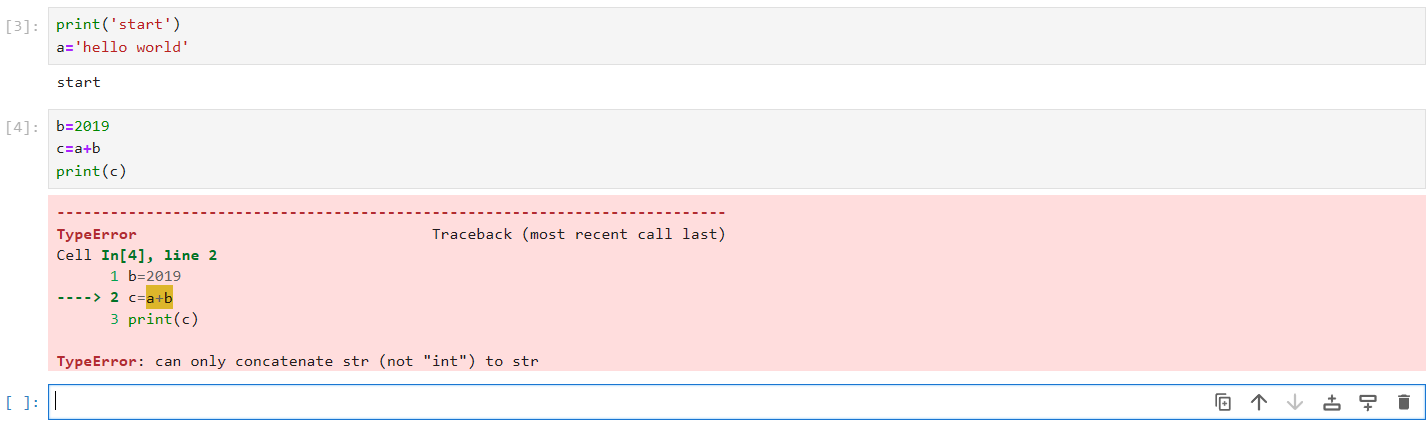 [3]: print('start')
a='hello world'
start
[4]: b=2019
c=a+b
print(c)
---------------------------------------------------------------------------
TypeError                                 Traceback (most recent call last)
Cell In[4], line 2
      1 b=2019
----> 2 c=a+b
      3 print(c)
TypeError: can only concatenate str (not "int") to str
[ ]: